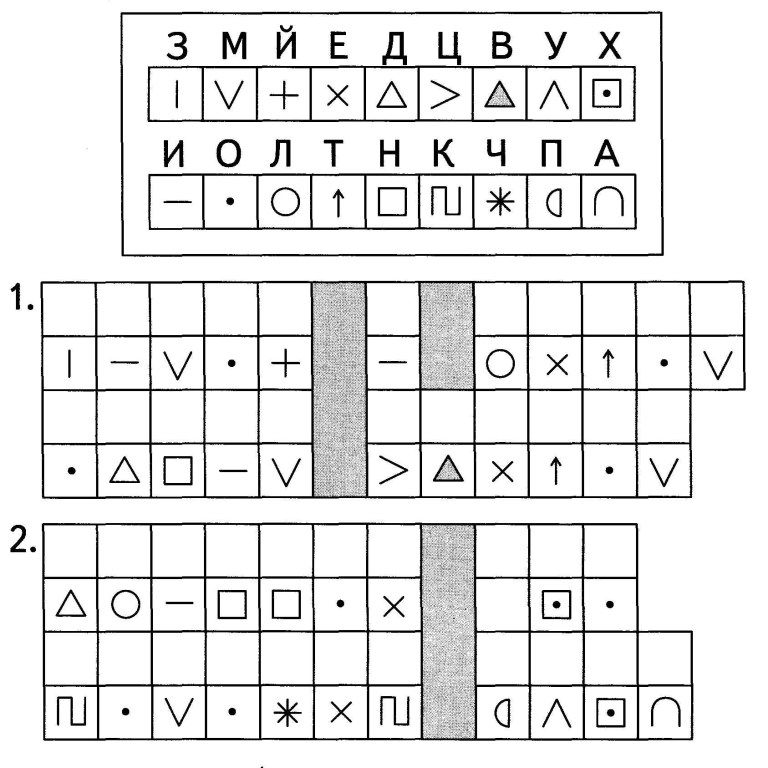 З М Й Е Д Ц В У Х
И О Л Т Н К Ч П А
1.
2.